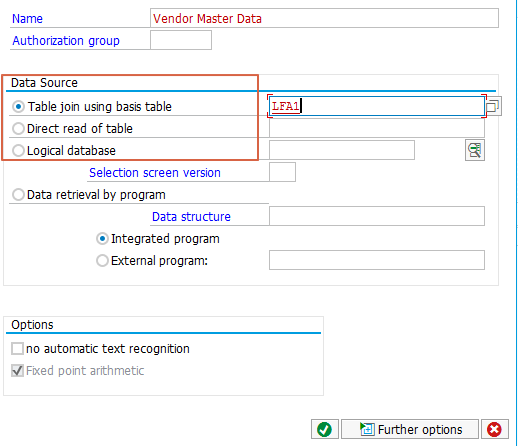 Name Vendor Master Data
Authorization group
Data Source
Table join using basis table LFA1
Direct read of table
Logical database
Selection screen version
Data retrieval by program
Data structure
Integrated program
External program:
Options
no automatic text recognition
Fixed point arithmetic
Further options